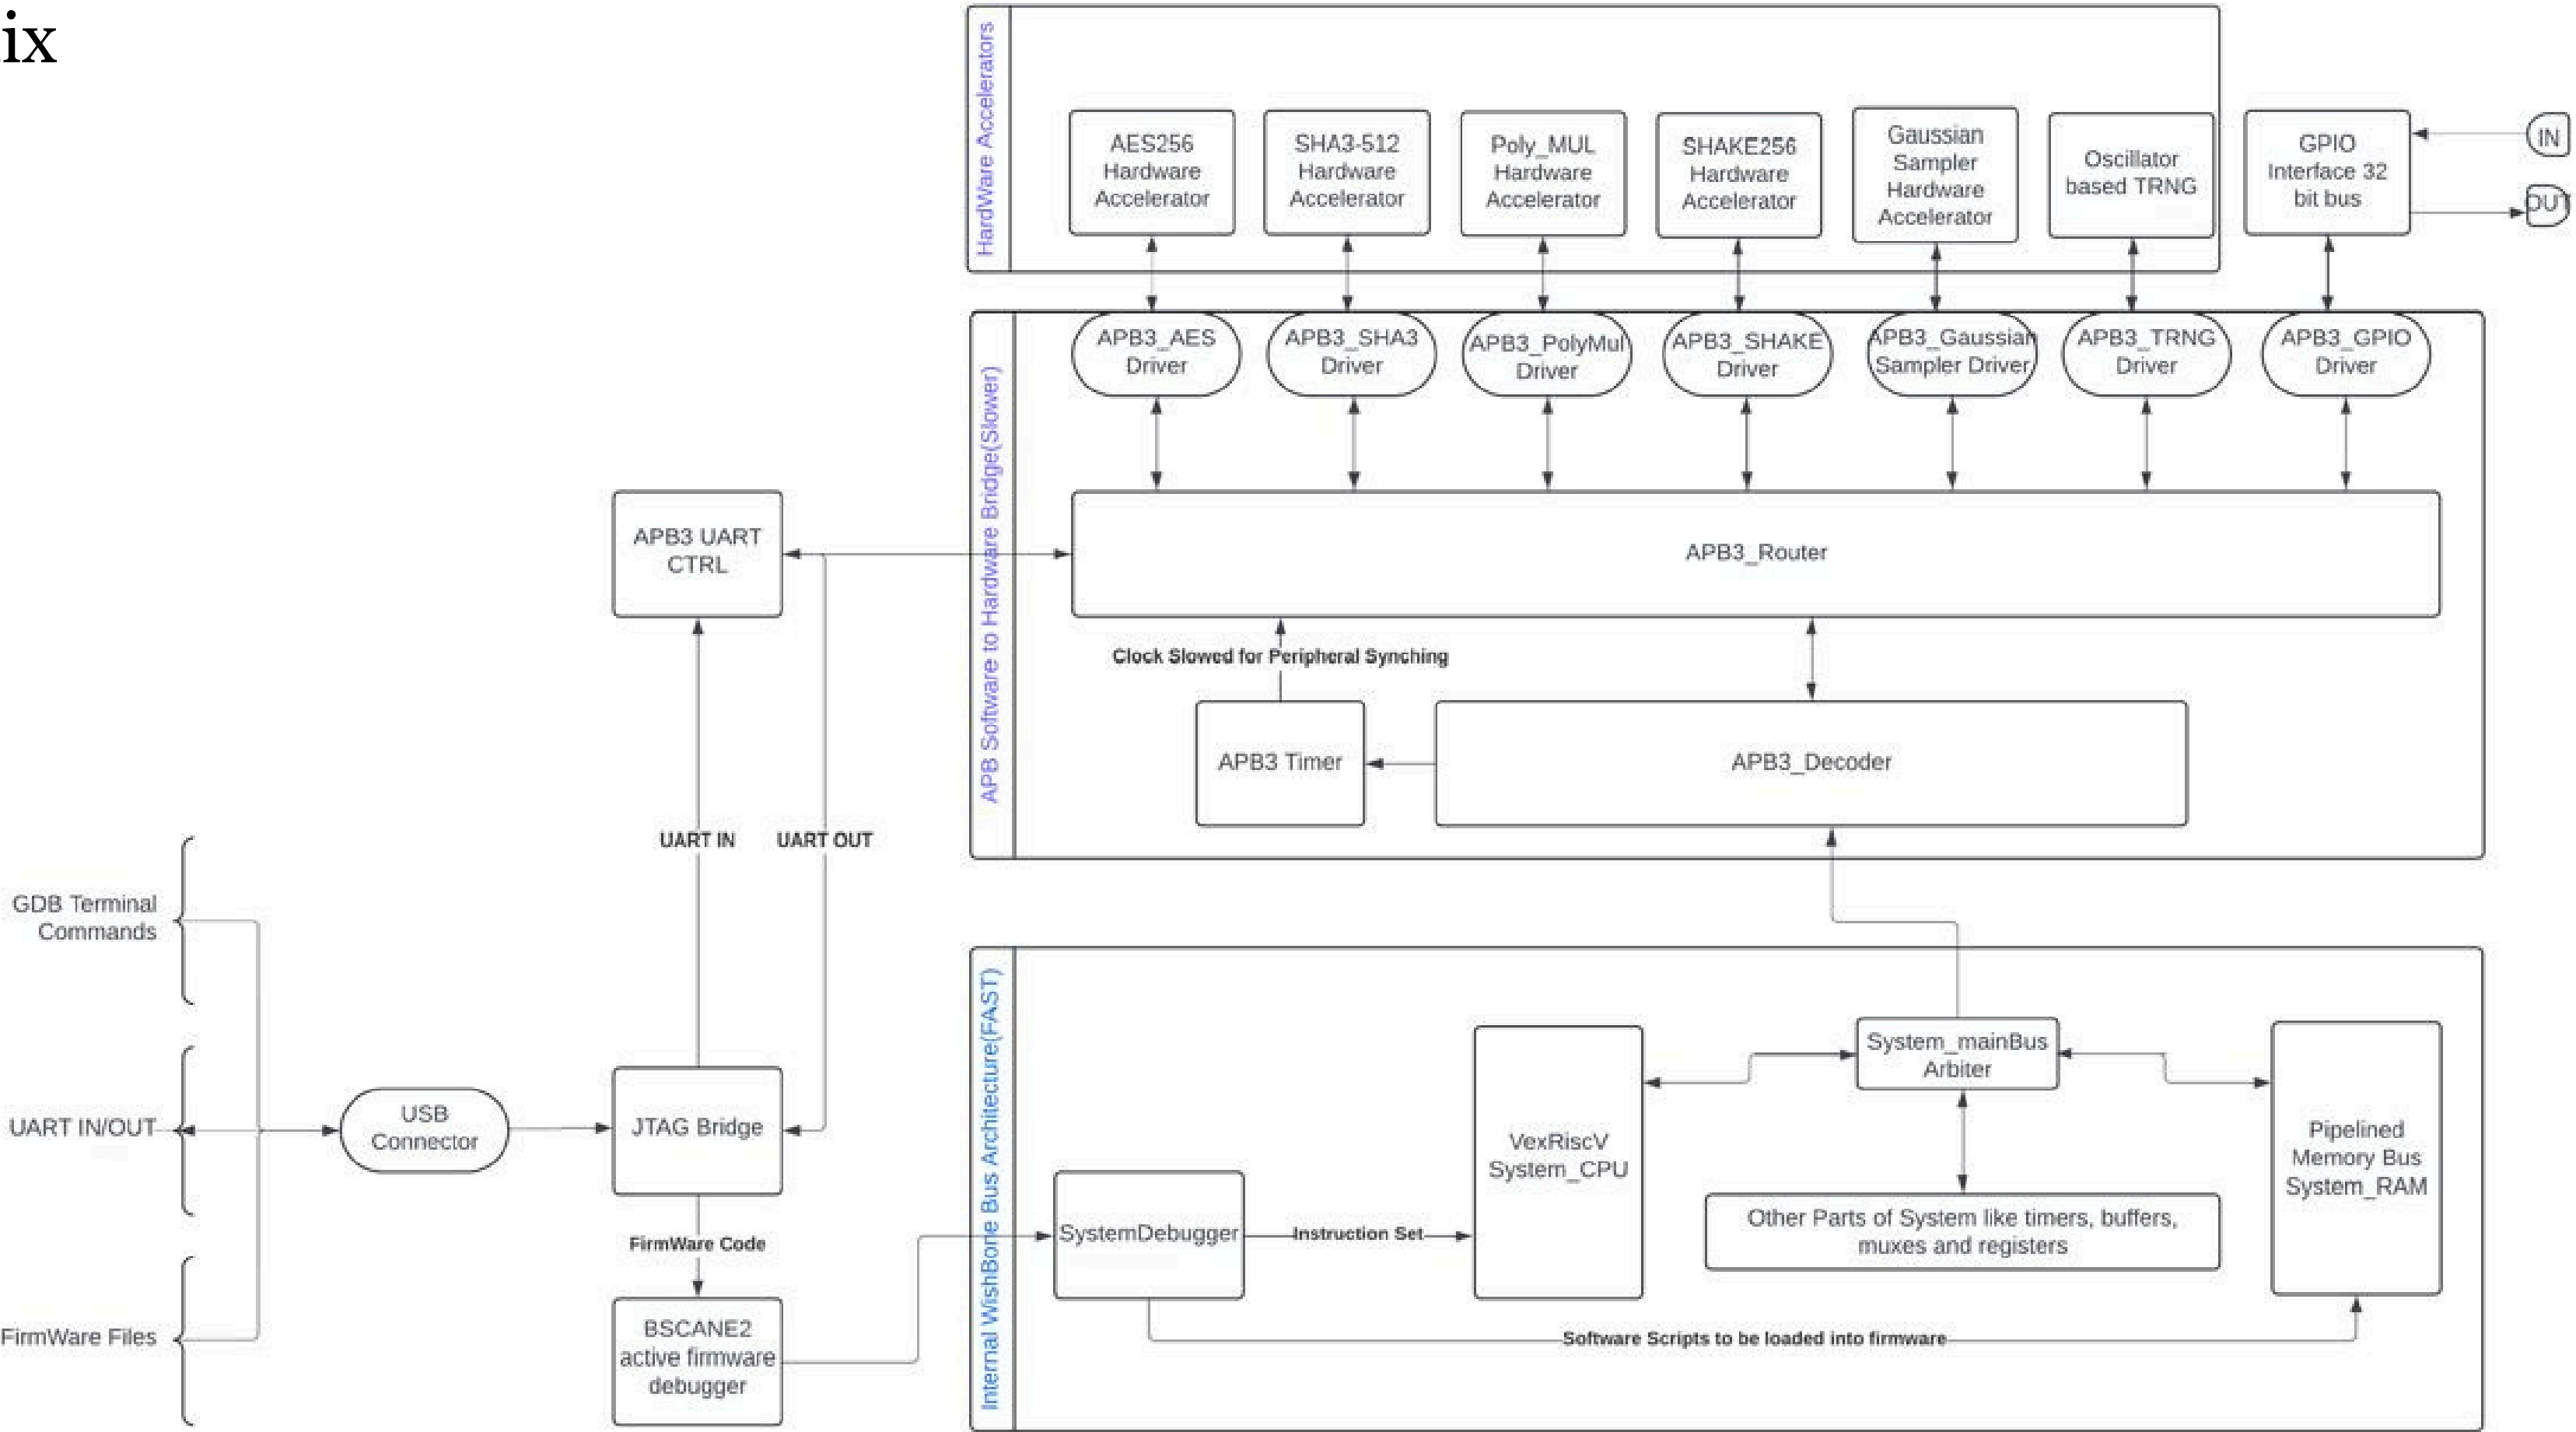 ix
HardWare Accelerators
AES256
Hardware
Accelerator
SHA3-512
Hardware
Accelerator
Poly_MUL
Hardware
Accelerator
SHAKE256
Hardware
Accelerator
Gaussian
Sampler
Hardware
Accelerator
Oscillator
based TRNG
GPIO
Interface 32
bit bus
IN
OUT
APB Software to Hardware Bridge(Slower)
APB3_AES
Driver
APB3_SHA3
Driver
APB3_PolyMul
Driver
APB3_SHAKE
Driver
APB3_Gaussian
Sampler Driver
APB3_TRNG
Driver
APB3_GPIO
Driver
APB3 UART
CTRL
APB3_Router
Clock Slowed for Peripheral Synching
APB3 Timer
APB3_Decoder
UART IN
UART OUT
GDB Terminal
Commands
UART IN/OUT
FirmWare Files
USB
Connector
JTAG Bridge
FirmWare Code
BSCANE2
active firmware
debugger
Internal WishBone Bus Architecture(FAST)
SystemDebugger
Instruction Set
VexRiscV
System_CPU
System_mainBus
Arbiter
Other Parts of System like timers, buffers,
muxes and registers
Pipelined
Memory Bus
System_RAM
Software Scripts to be loaded into firmware